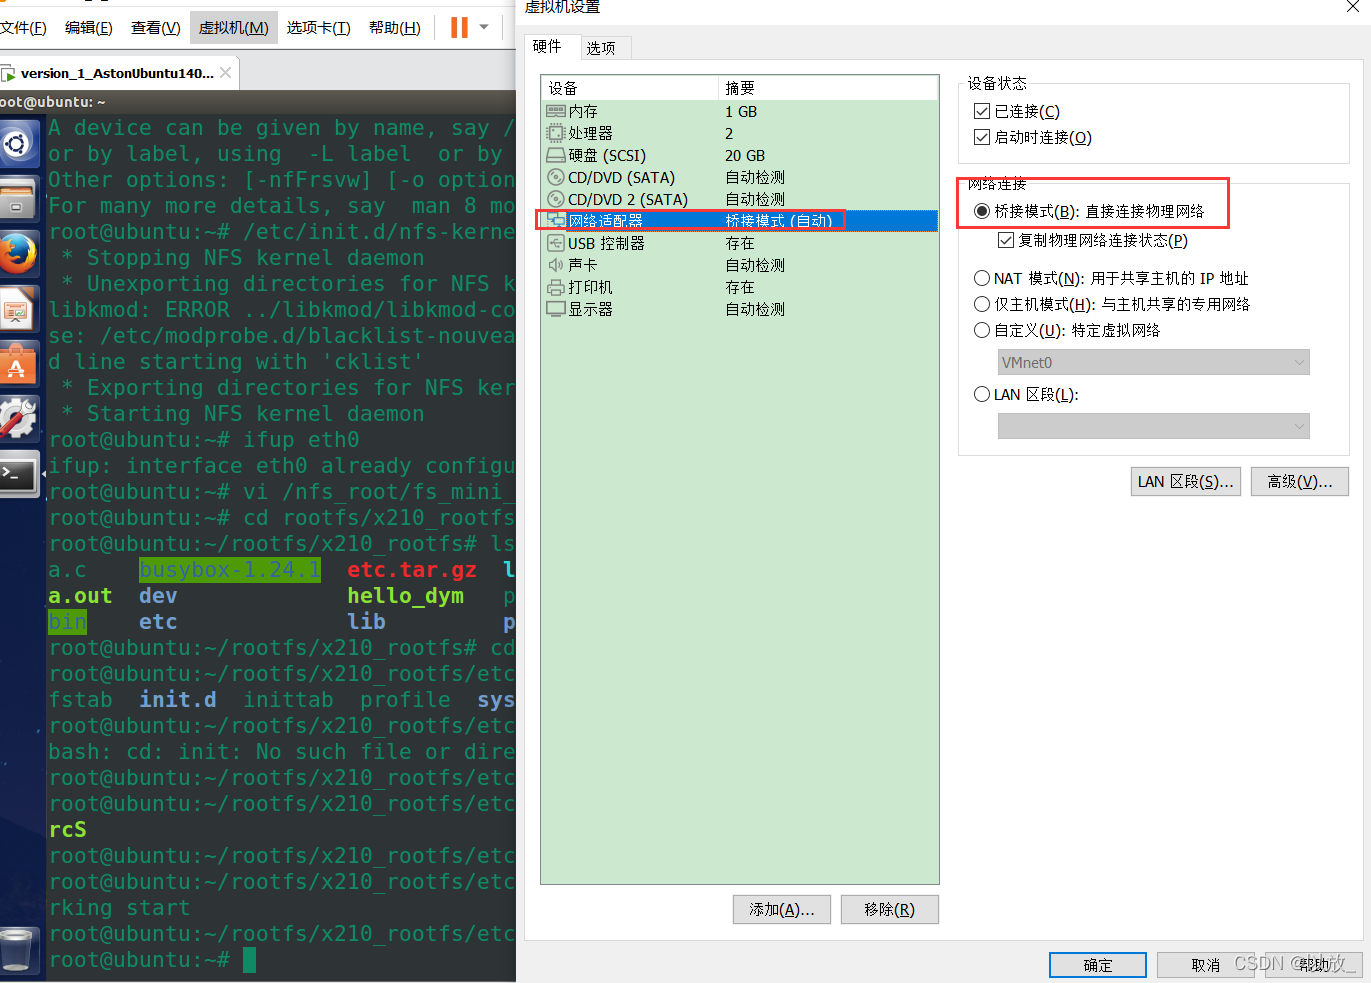 虚拟机设置
文件(F) 编辑(E) 查看(V) 虚拟机(M) 选项卡(T) 帮助(H)
version_1_AstonUbuntu140...
oot@ubuntu: ~
A device can be given by name, say /
or by label, using  -L label  or by
Other options: [-nfFrsvw] [-o option
For many more details, say  man 8 mo
root@ubuntu:~# /etc/init.d/nfs-kerne
 * Stopping NFS kernel daemon
 * Unexporting directories for NFS k
libkmod: ERROR ../libkmod/libkmod-co
se: /etc/modprobe.d/blacklist-nouvea
d line starting with 'cklist'
 * Exporting directories for NFS ker
 * Starting NFS kernel daemon
root@ubuntu:~# ifup eth0
ifup: interface eth0 already configu
root@ubuntu:~# vi /nfs_root/fs_mini_
root@ubuntu:~# cd rootfs/x210_rootfs
root@ubuntu:~/rootfs/x210_rootfs# ls
a.c    busybox-1.24.1  etc.tar.gz  l
a.out  dev             hello_dym   p
bin    etc             lib         p
root@ubuntu:~/rootfs/x210_rootfs# cd
root@ubuntu:~/rootfs/x210_rootfs/etc
fstab  init.d  inittab  profile  sys
root@ubuntu:~/rootfs/x210_rootfs/etc
bash: cd: init: No such file or dire
root@ubuntu:~/rootfs/x210_rootfs/etc
root@ubuntu:~/rootfs/x210_rootfs/etc
rcS
root@ubuntu:~/rootfs/x210_rootfs/etc
root@ubuntu:~/rootfs/x210_rootfs/etc
rking start
root@ubuntu:~/rootfs/x210_rootfs/etc
root@ubuntu:~#
硬件 选项
设备 摘要
内存 1 GB
处理器 2
硬盘 (SCSI) 20 GB
CD/DVD (SATA) 自动检测
CD/DVD 2 (SATA) 自动检测
网络适配器 桥接模式 (自动)
USB 控制器 存在
声卡 自动检测
打印机 存在
显示器 自动检测
添加(A)... 移除(R)
设备状态
已连接(C)
启动时连接(O)
网络连接
桥接模式(B): 直接连接物理网络
复制物理网络连接状态(P)
NAT 模式(N): 用于共享主机的 IP 地址
仅主机模式(H): 与主机共享的专用网络
自定义(U): 特定虚拟网络
VMnet0
LAN 区段(L):
LAN 区段(S)... 高级(V)...
确定 取消 帮助